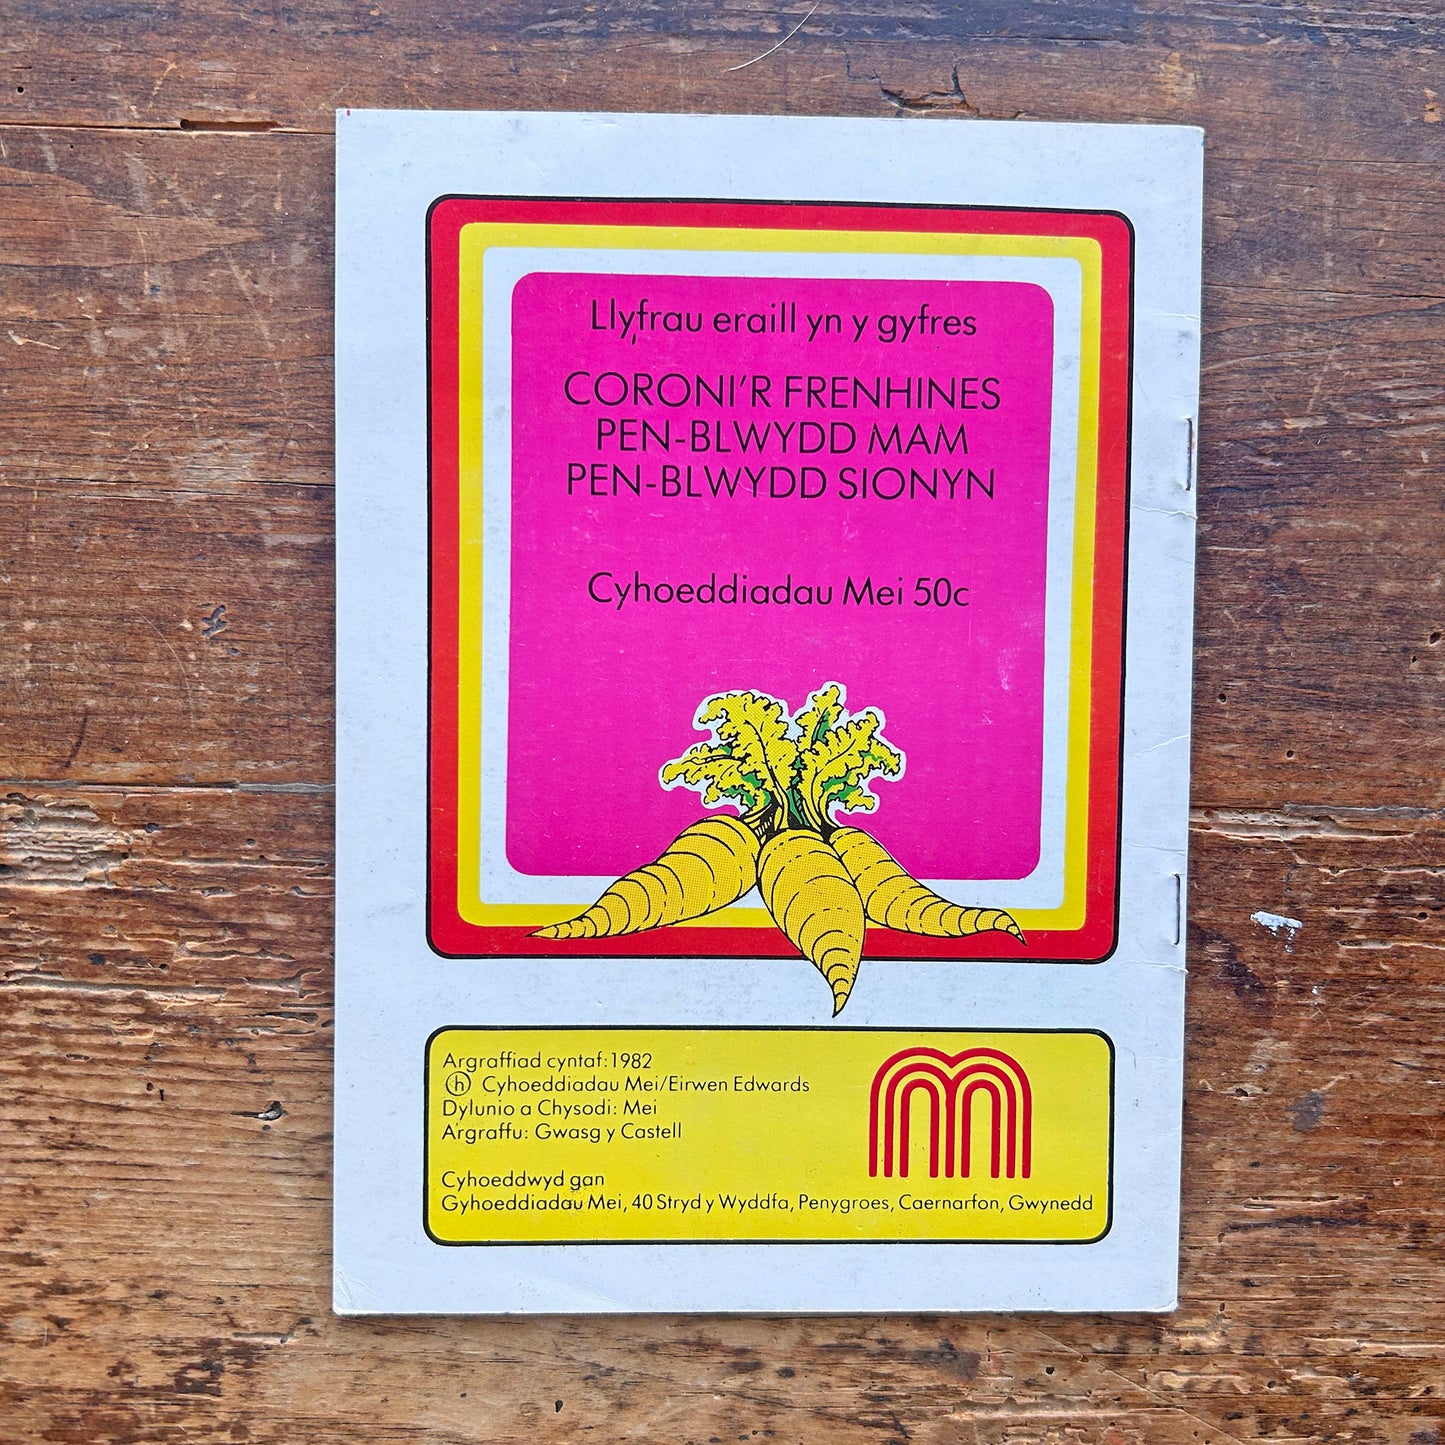 Llyfrau eraill yn y gyfres
CORONI'R FRENHINES
PEN-BLWYDD MAM
PEN-BLWYDD SIONYN
Cyhoeddiadau Mei 50c
Argraffiad cyntaf: 1982
ⓗ Cyhoeddiadau Mei/Eirwen Edwards
Dylunio a Chysodi: Mei
Argraffu: Gwasg y Castell
Cyhoeddwyd gan
Gyhoeddiadau Mei, 40 Stryd y Wyddfa, Penygroes, Caernarfon, Gwynedd